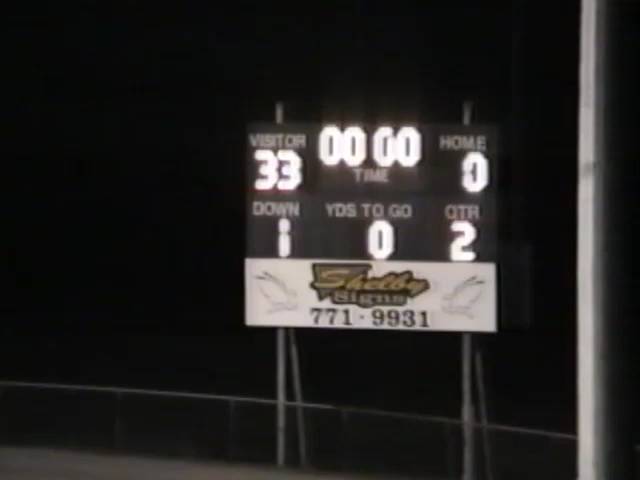 VISITOR 00 00 HOME
33 TIME 0
DOWN YDS TO GO QTR
1 0 2
Shelby
Signs
771-9931